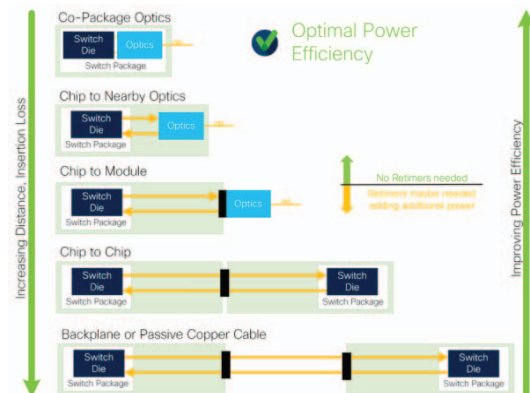 Co-Package Optics
Switch
Die
Optics
Switch Package
Optimal Power
Efficiency
Chip to Nearby Optics
Switch
Die
Optics
Switch Package
Chip to Module
Switch
Die
Optics
Switch Package
No Retimers needed
Retimers maybe needed
adding additional power
Chip to Chip
Switch
Die
Switch Package
Switch
Die
Switch Package
Backplane or Passive Copper Cable
Switch
Die
Switch Package
Switch
Die
Switch Package
Increasing Distance, Insertion Loss
Improving Power Efficiency